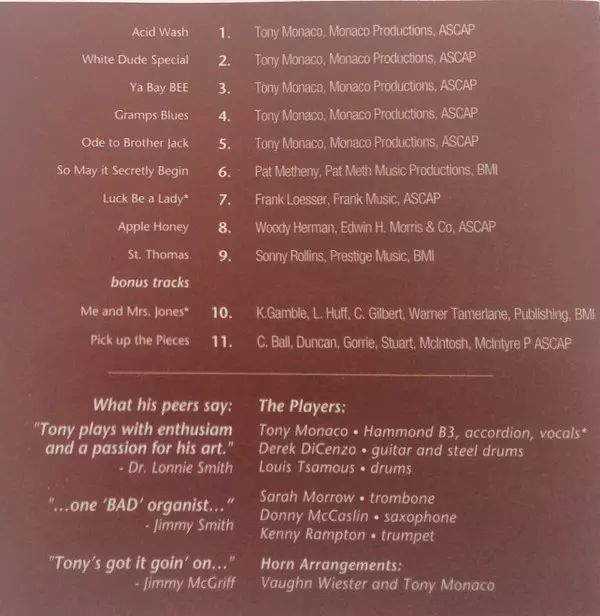 Acid Wash 1. Tony Monaco, Monaco Productions, ASCAP
White Dude Special 2. Tony Monaco, Monaco Productions, ASCAP
Ya Bay BEE 3. Tony Monaco, Monaco Productions, ASCAP
Gramps Blues 4. Tony Monaco, Monaco Productions, ASCAP
Ode to Brother Jack 5. Tony Monaco, Monaco Productions, ASCAP
So May it Secretly Begin 6. Pat Metheny, Pat Meth Music Productions, BMI
Luck Be a Lady* 7. Frank Loesser, Frank Music, ASCAP
Apple Honey 8. Woody Herman, Edwin H. Morris & Co, ASCAP
St. Thomas 9. Sonny Rollins, Prestige Music, BMI
bonus tracks
Me and Mrs. Jones* 10. K.Gamble, L. Huff, C. Gilbert, Warner Tamerlane, Publishing, BMI
Pick up the Pieces 11. C. Ball, Duncan, Gorrie, Stuart, McIntosh, McIntyre P ASCAP
What his peers say:
"Tony plays with enthusiam
and a passion for his art."
- Dr. Lonnie Smith
"...one 'BAD' organist..."
- Jimmy Smith
"Tony's got it goin' on..."
- Jimmy McGriff
The Players:
Tony Monaco • Hammond B3, accordion, vocals*
Derek DiCenzo • guitar and steel drums
Louis Tsamous • drums
Sarah Morrow • trombone
Donny McCaslin • saxophone
Kenny Rampton • trumpet
Horn Arrangements:
Vaughn Wiester and Tony Monaco